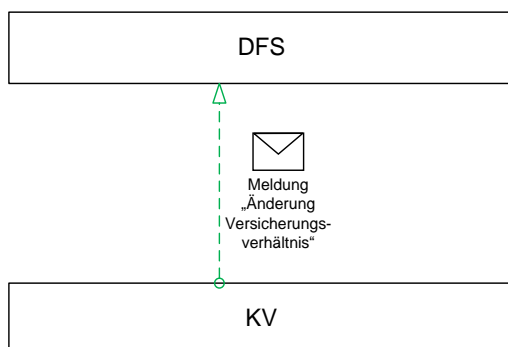 DFS
Meldung
„Änderung
Versicherungs-
verhältnis“
KV